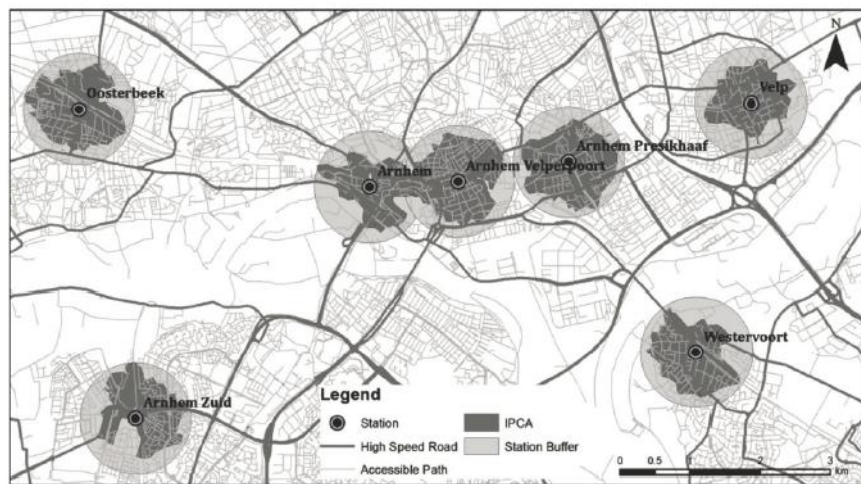 N
Oosterbeek
Velp
Arnhem
Arnhem Velperpoort
Arnhem Presikhaaf
Westervoort
Arnhem Zuid
Legend
Station
IPCA
High Speed Road
Station Buffer
Accessible Path
0 0.5 1 2 3
km